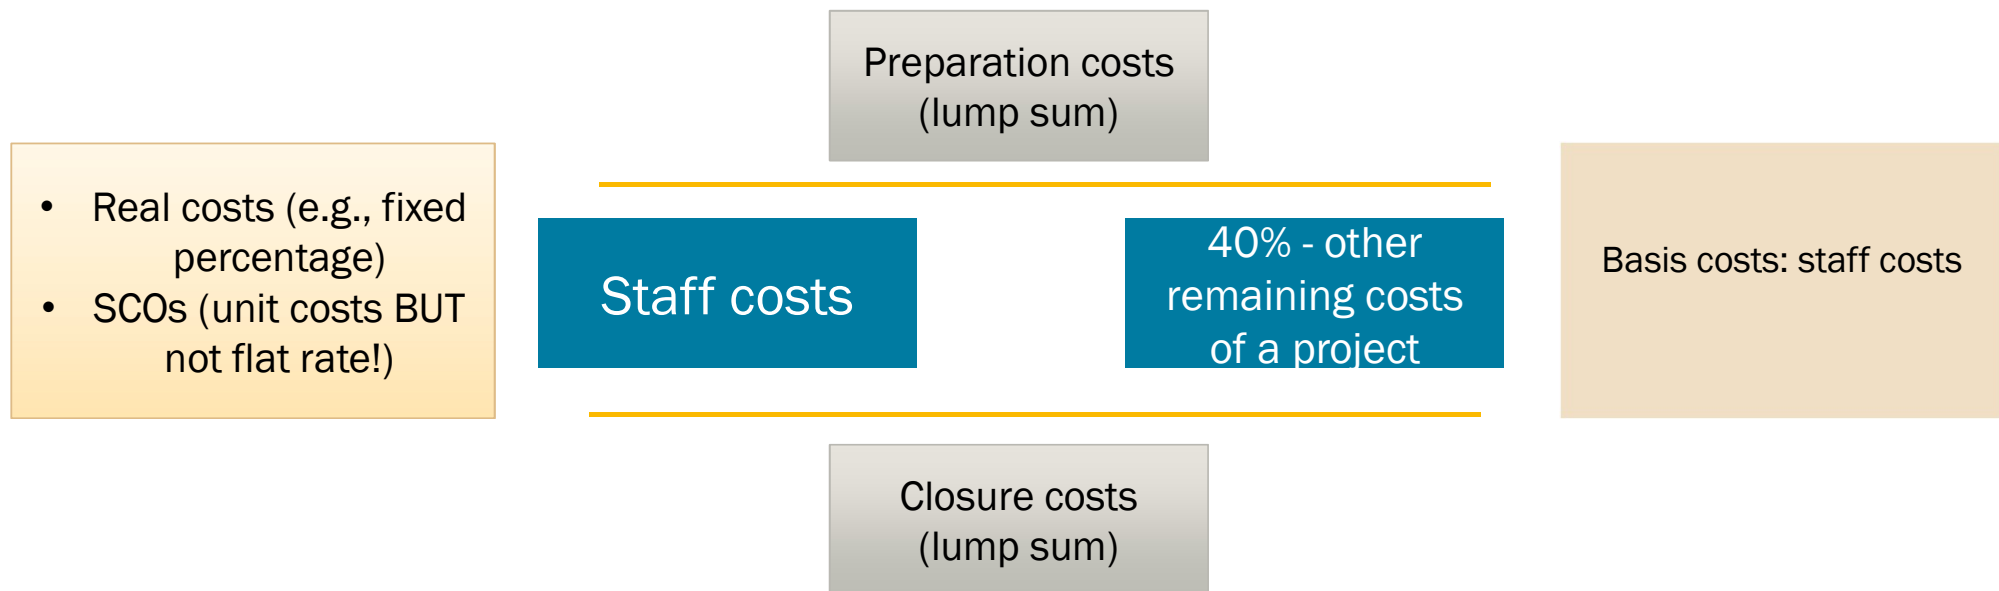 Preparation costs
(lump sum)
• Real costs (e.g., fixed
percentage)
• SCOs (unit costs BUT
not flat rate!)
Staff costs
40% - other
remaining costs
of a project
Basis costs: staff costs
Closure costs
(lump sum)